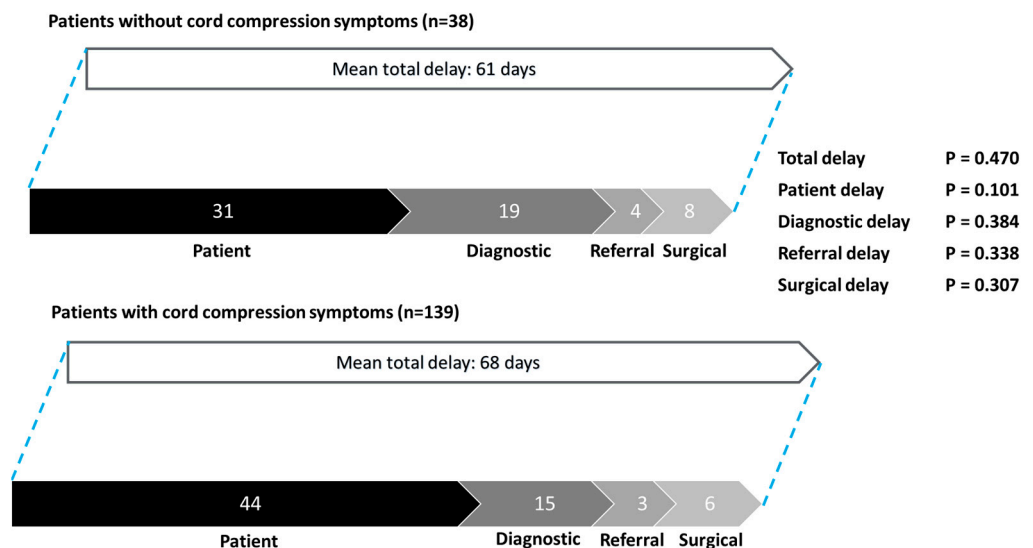 Patients without cord compression symptoms (n=38)
Mean total delay: 61 days
31 19 4 8
Patient Diagnostic Referral Surgical
Total delay P = 0.470
Patient delay P = 0.101
Diagnostic delay P = 0.384
Referral delay P = 0.338
Surgical delay P = 0.307
Patients with cord compression symptoms (n=139)
Mean total delay: 68 days
44 15 3 6
Patient Diagnostic Referral Surgical